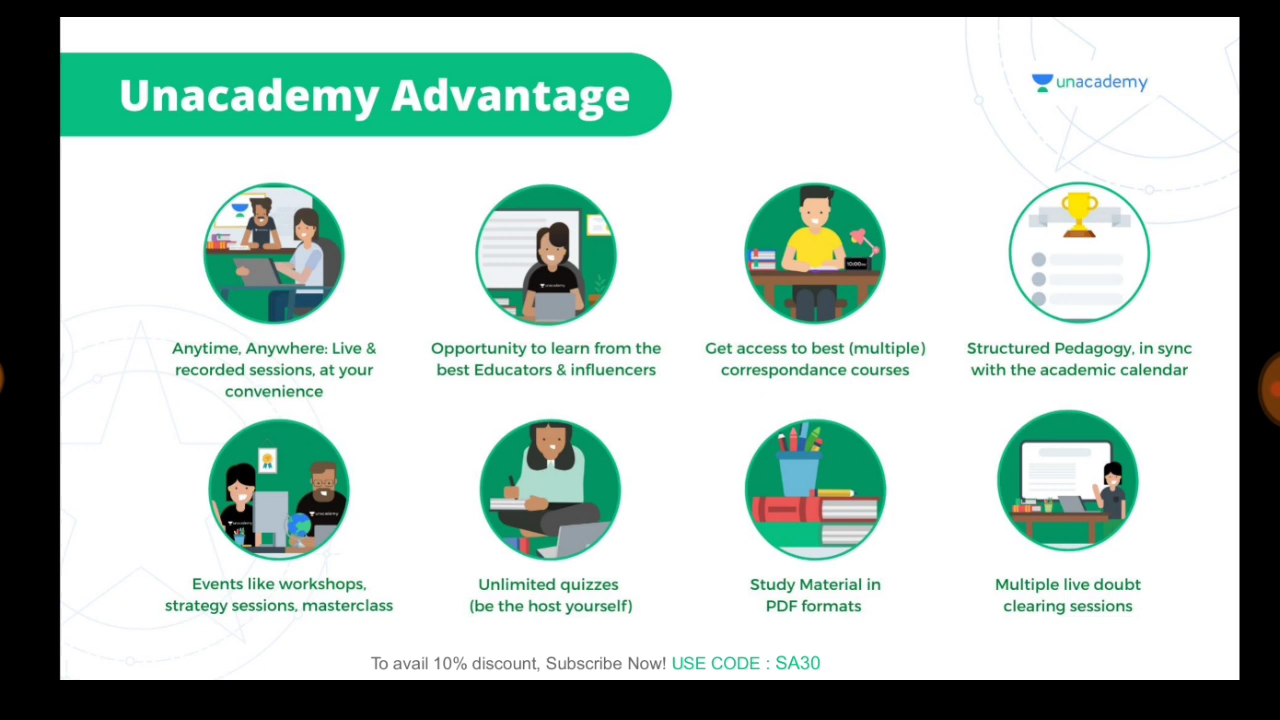 Unacademy Advantage
unacademy
Anytime, Anywhere: Live &
recorded sessions, at your
convenience
Opportunity to learn from the
best Educators & influencers
Get access to best (multiple)
correspondance courses
Structured Pedagogy, in sync
with the academic calendar
Events like workshops,
strategy sessions, masterclass
Unlimited quizzes
(be the host yourself)
Study Material in
PDF formats
Multiple live doubt
clearing sessions
To avail 10% discount, Subscribe Now! USE CODE : SA30